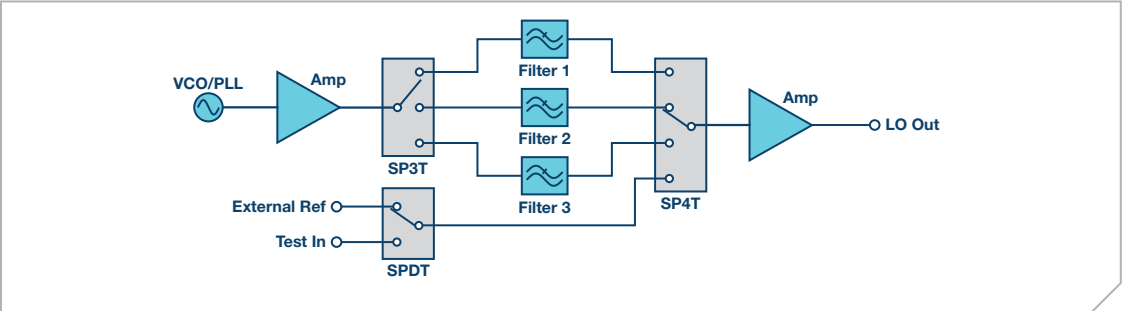 VCO/PLL
Amp
SP3T
Filter 1
Filter 2
Filter 3
SP4T
Amp
LO Out
External Ref
Test In
SPDT